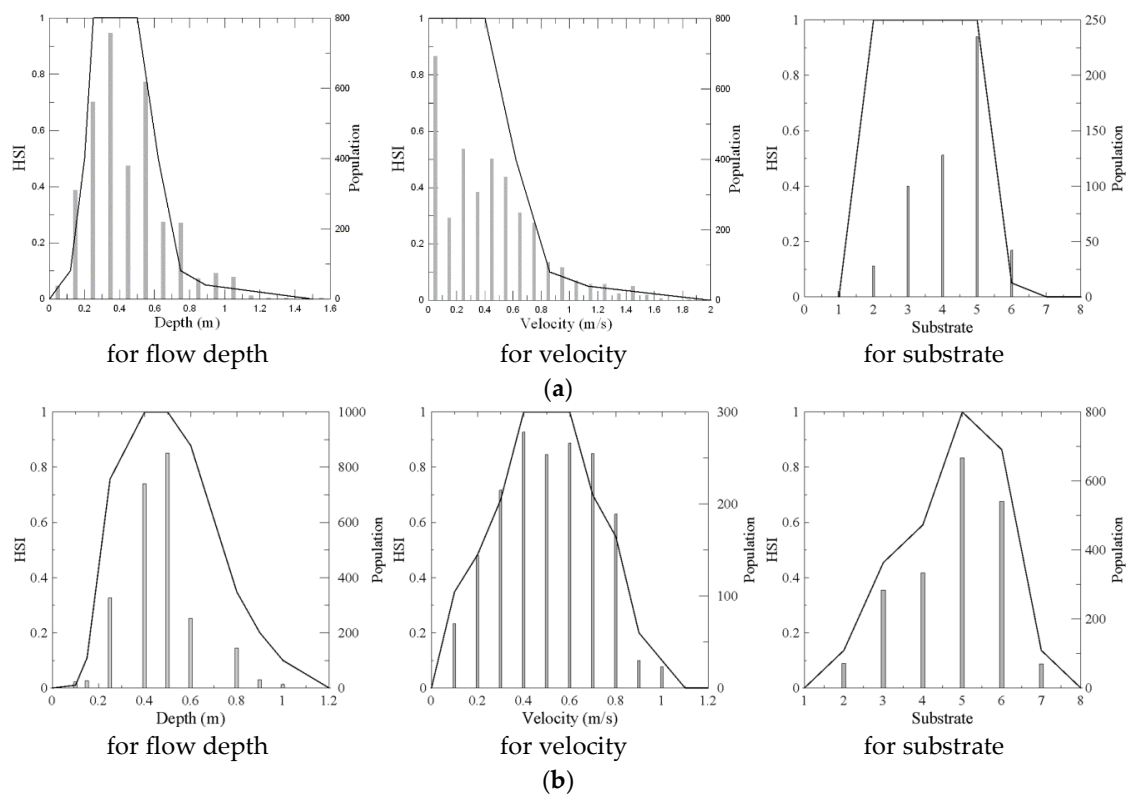 1
0.8
0.6
0.4
0.2
0
HSI
800
600
400
200
0
Population
0 0.2 0.4 0.6 0.8 1 1.2 1.4 1.6
Depth (m)
for flow depth
1
0.8
0.6
0.4
0.2
0
HSI
800
600
400
200
0
Population
0 0.2 0.4 0.6 0.8 1 1.2 1.4 1.6 1.8 2
Velocity (m/s)
for velocity
1
0.8
0.6
0.4
0.2
0
HSI
250
200
150
100
50
0
Population
0 1 2 3 4 5 6 7 8
Substrate
for substrate
(a)
1
0.8
0.6
0.4
0.2
0
HSI
1000
800
600
400
200
0
Population
0 0.2 0.4 0.6 0.8 1 1.2
Depth (m)
for flow depth
1
0.8
0.6
0.4
0.2
0
HSI
300
200
100
0
Population
0 0.2 0.4 0.6 0.8 1 1.2
Velocity (m/s)
for velocity
1
0.8
0.6
0.4
0.2
0
HSI
800
600
400
200
0
Population
1 2 3 4 5 6 7 8
Substrate
for substrate
(b)